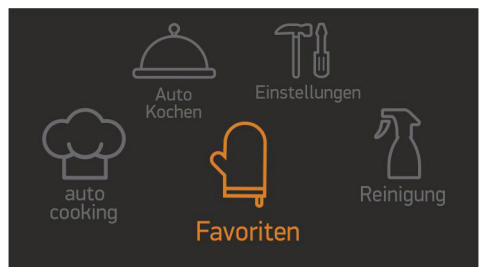 Auto
Kochen
Einstellungen
auto
cooking
Reinigung
Favoriten